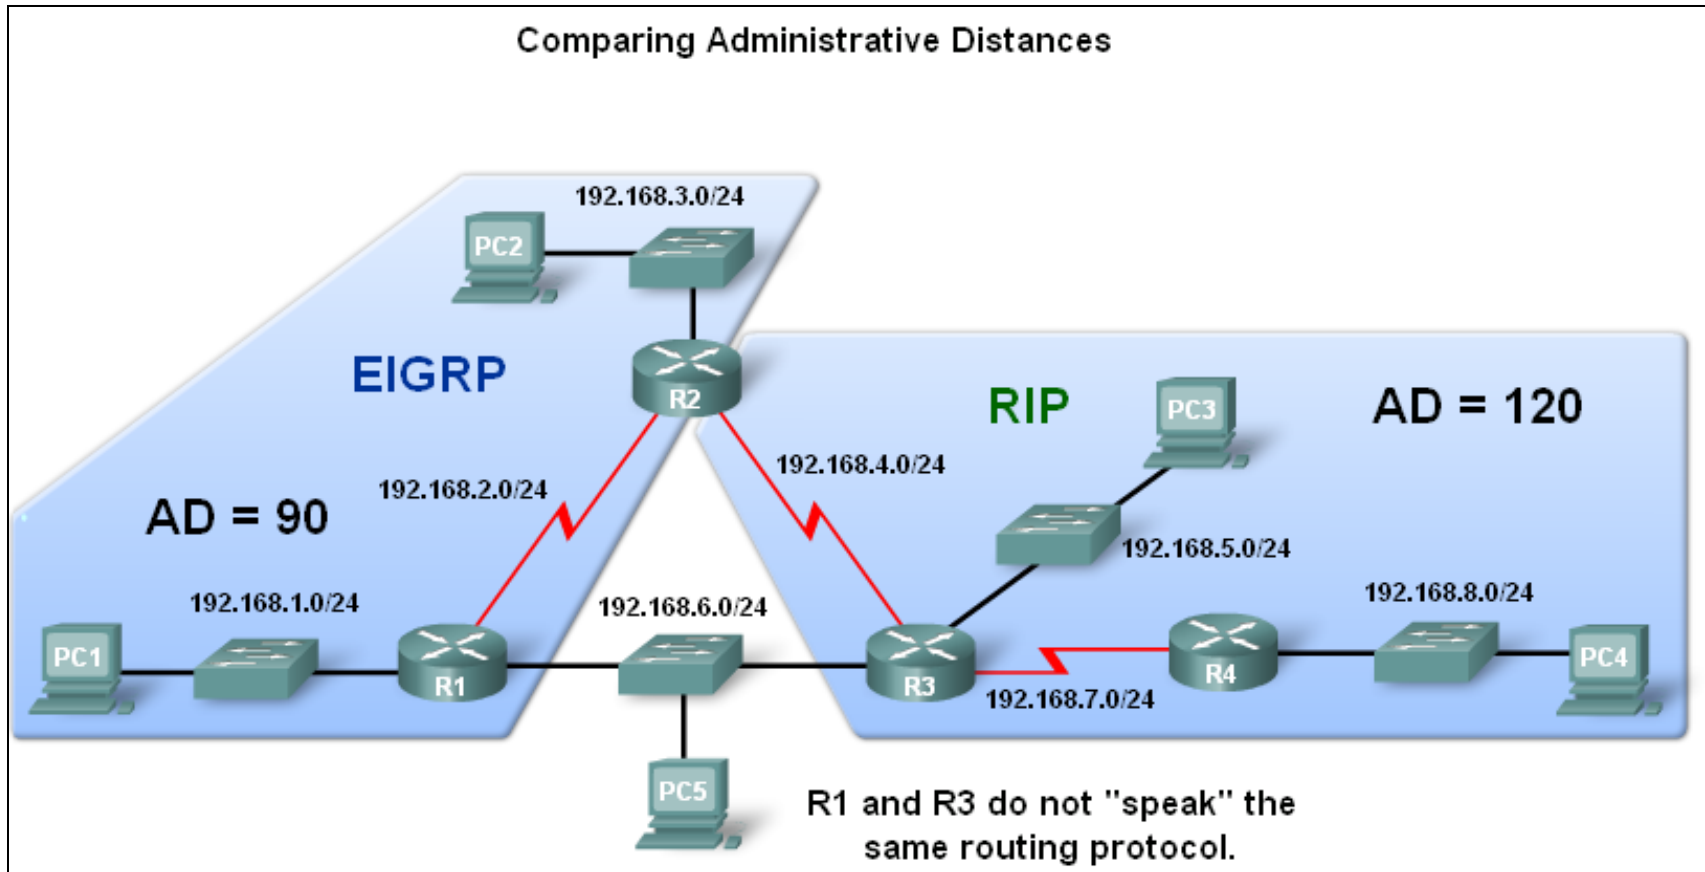 Comparing Administrative Distances
192.168.3.0/24
PC2
EIGRP
R2
RIP
PC3
AD = 120
192.168.4.0/24
192.168.2.0/24
AD = 90
192.168.5.0/24
192.168.1.0/24
192.168.6.0/24
192.168.8.0/24
PC1
R1
R3
R4
PC4
192.168.7.0/24
PC5
R1 and R3 do not "speak" the
same routing protocol.